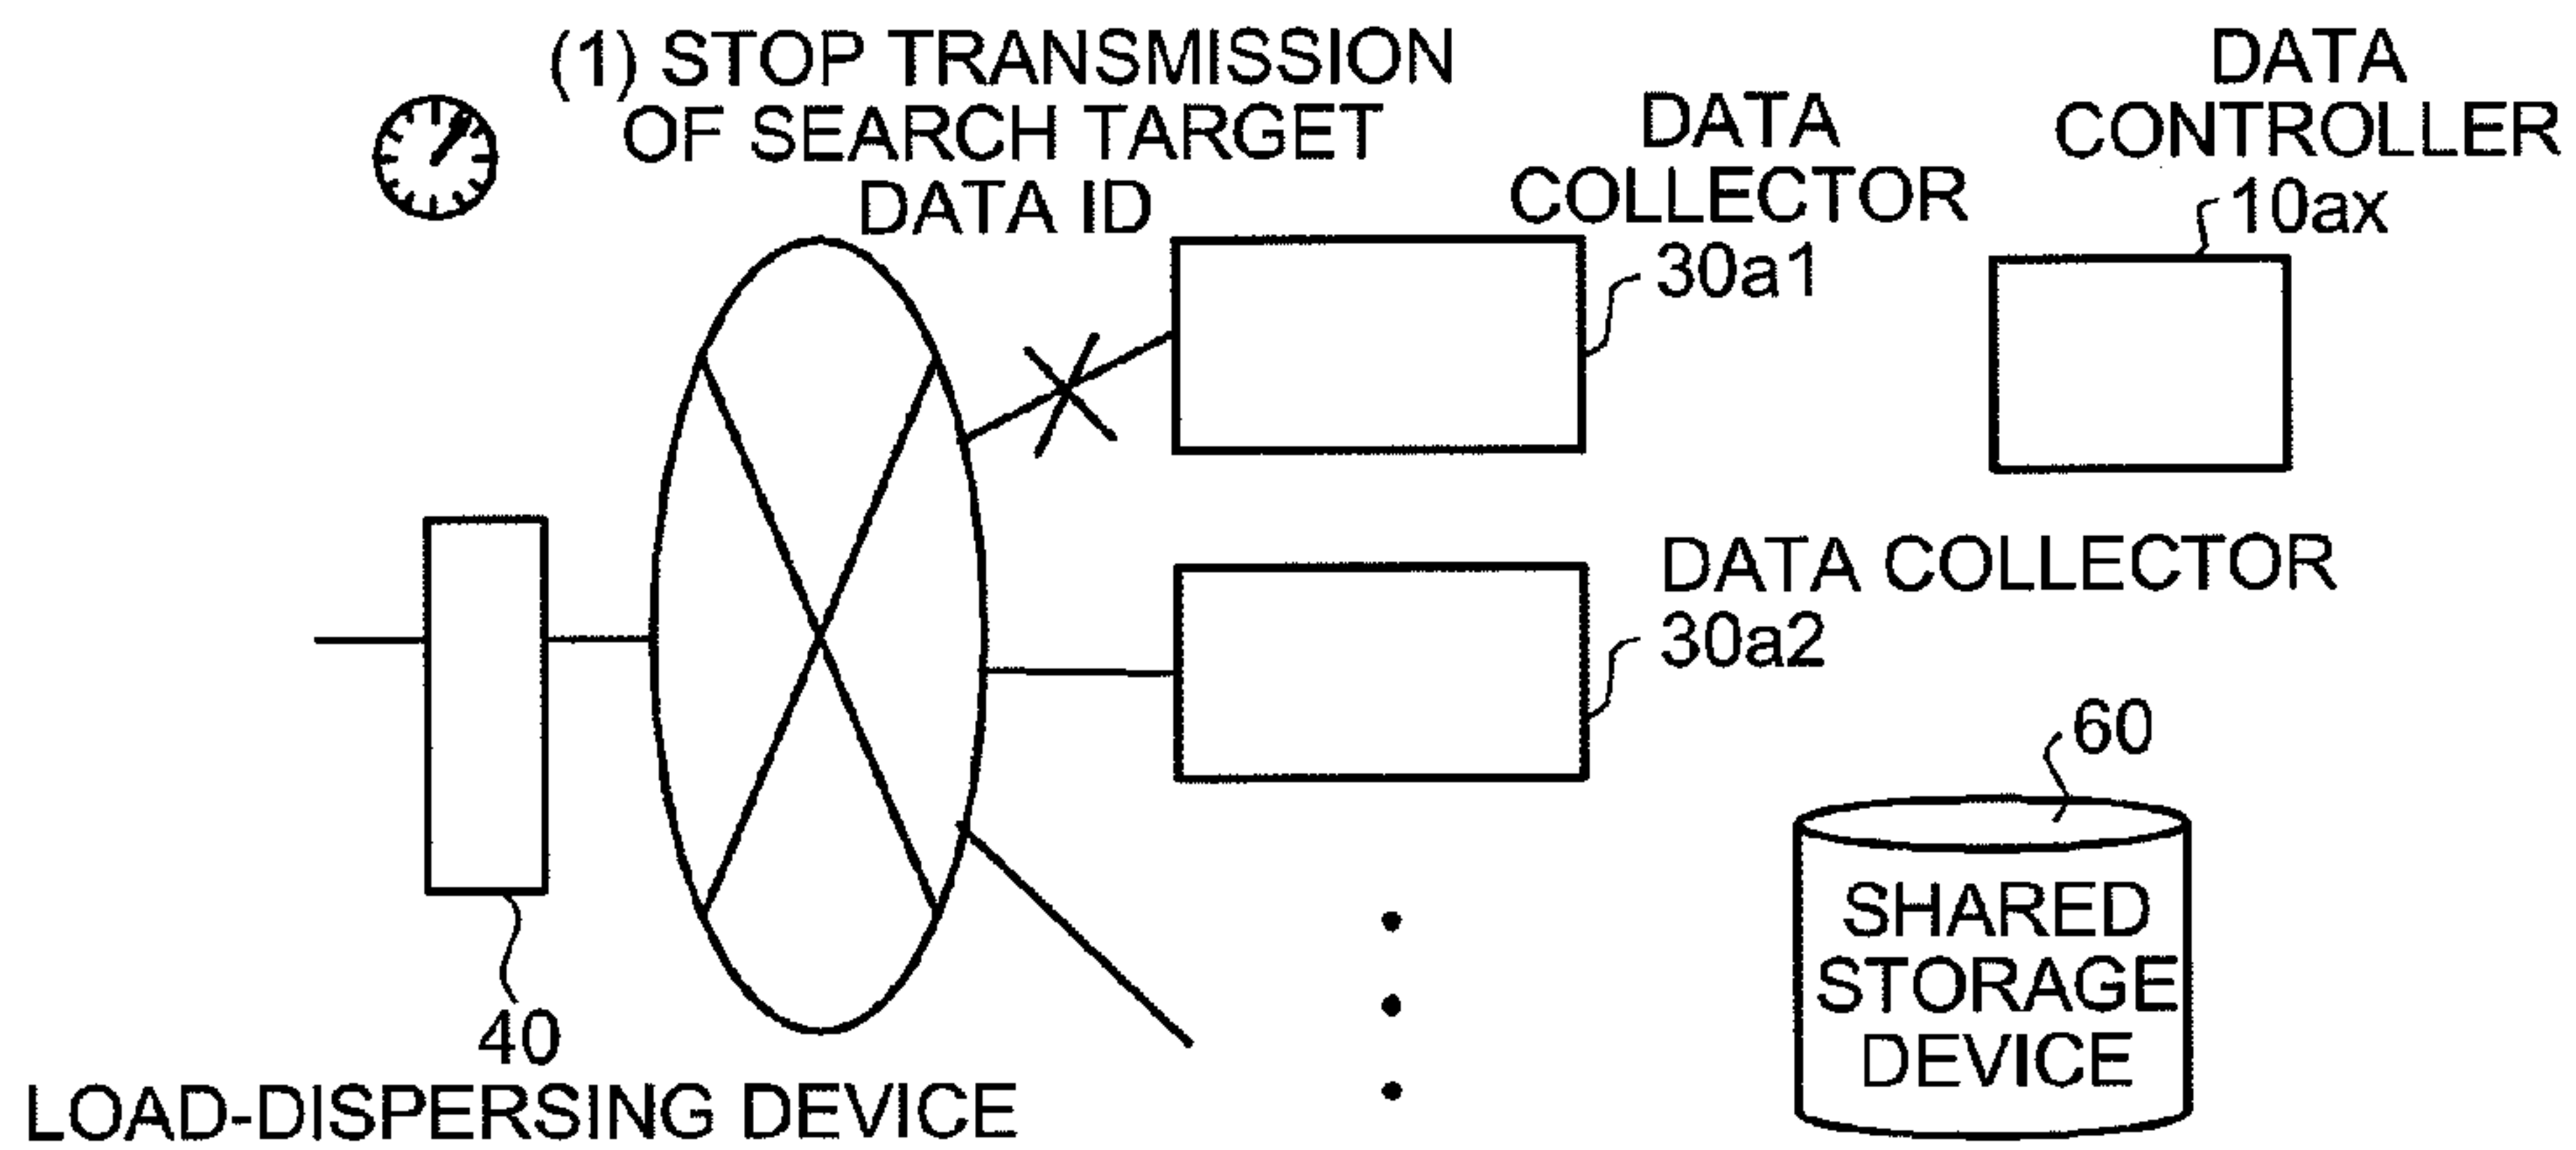 (1) STOP TRANSMISSION
OF SEARCH TARGET
DATA ID
DATA
COLLECTOR
30a1
DATA
CONTROLLER
10ax
DATA COLLECTOR
30a2
60
SHARED
STORAGE
DEVICE
40
LOAD-DISPERSING DEVICE